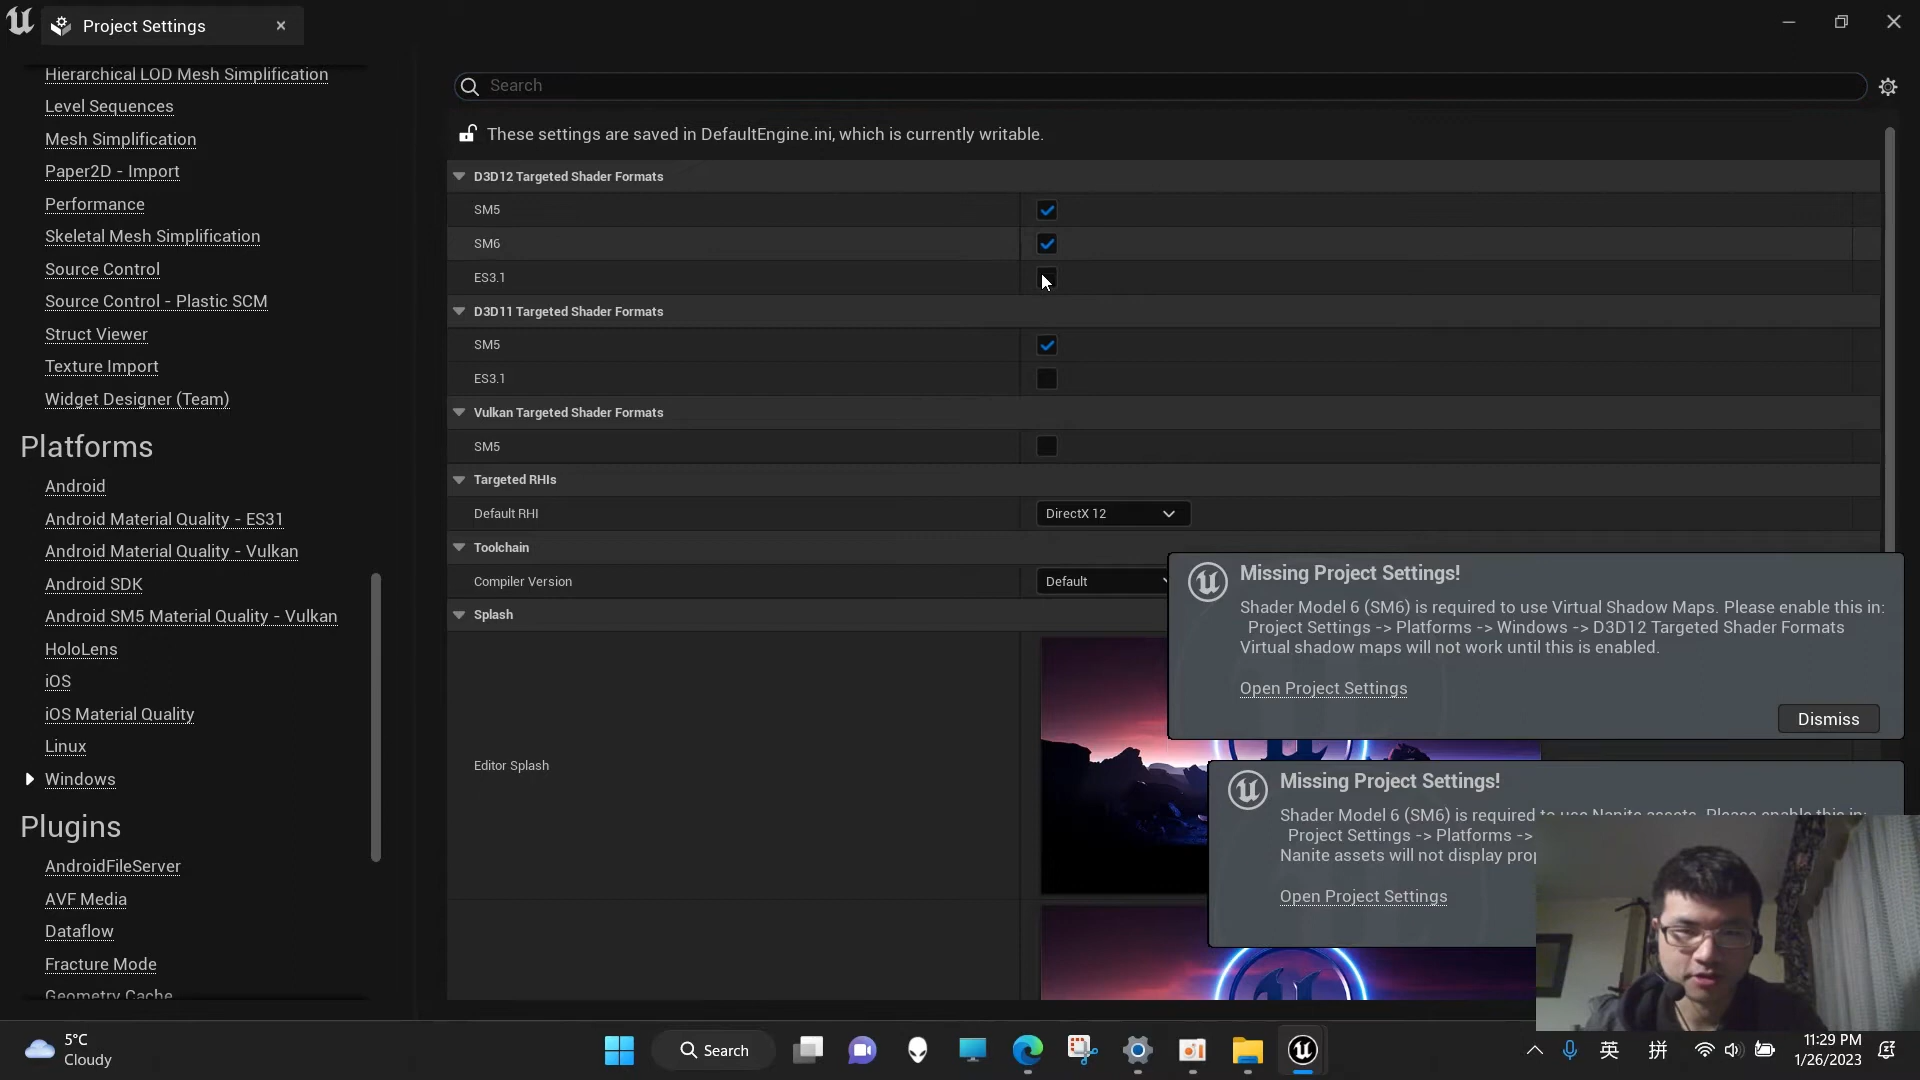 Project Settings
Hierarchical LOD Mesh Simplification
Level Sequences
Mesh Simplification
Paper2D - Import
Performance
Skeletal Mesh Simplification
Source Control
Source Control - Plastic SCM
Struct Viewer
Texture Import
Widget Designer (Team)
Platforms
Android
Android Material Quality - ES31
Android Material Quality - Vulkan
Android SDK
Android SM5 Material Quality - Vulkan
HoloLens
iOS
iOS Material Quality
Linux
Windows
Plugins
AndroidFileServer
AVF Media
Dataflow
Fracture Mode
Geometry Cache
Search
These settings are saved in DefaultEngine.ini, which is currently writable.
D3D12 Targeted Shader Formats
SM5
SM6
ES3.1
D3D11 Targeted Shader Formats
SM5
ES3.1
Vulkan Targeted Shader Formats
SM5
Targeted RHIs
Default RHI
DirectX 12
Toolchain
Compiler Version
Default
Splash
Editor Splash
Missing Project Settings!
Shader Model 6 (SM6) is required to use Virtual Shadow Maps. Please enable this in:
Project Settings -> Platforms -> Windows -> D3D12 Targeted Shader Formats
Virtual shadow maps will not work until this is enabled.
Open Project Settings
Dismiss
Missing Project Settings!
Shader Model 6 (SM6) is required to use Nanite assets. Please enable this in:
Project Settings -> Platforms ->
Nanite assets will not display
Open Project Settings
5°C
Cloudy
Search
英
拼
11:29 PM
1/26/2023